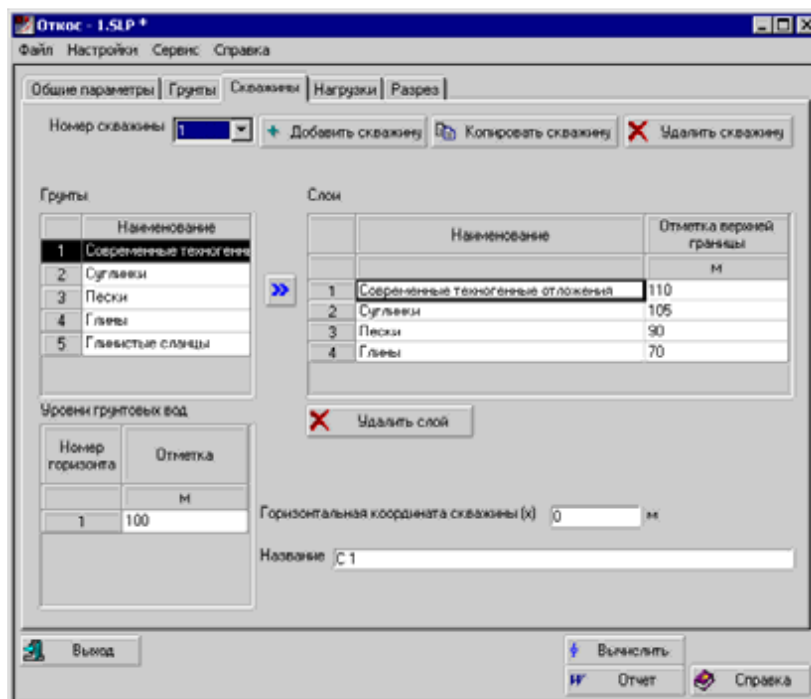 Откос - 1.SLP *
Файл Настройки Сервис Справка
Общие параметры Грунты Скважины Нагрузки Разрез
Номер скважины 1 Добавить скважину Копировать скважину Удалить скважину
Грунты
Наименование
1 Современные техногенн
2 Суглинки
3 Пески
4 Глины
5 Глинистые сланцы
Слои
Наименование Отметка верхней
границы
м
1 Современные техногенные отложения 110
2 Суглинки 105
3 Пески 90
4 Глины 70
Удалить слой
Уровни грунтовых вод
Номер
горизонта Отметка
м
1 100
Горизонтальная координата скважины (x) 0 м
Название С 1
Выход
Вычислить
Отчет
Справка